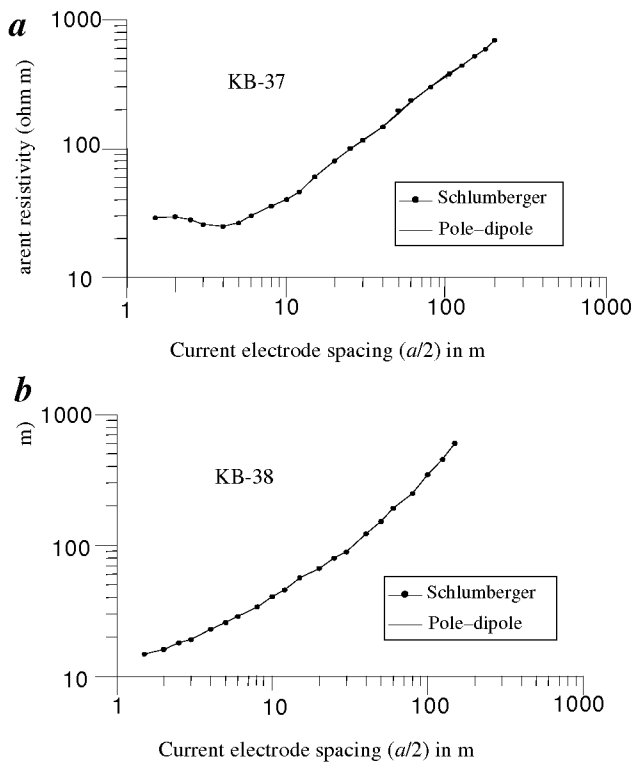 a
1000
100
10
arent resistivity (ohm m)
KB-37
Schlumberger
Pole–dipole
1 10 100 1000
Current electrode spacing (a/2) in m
b
1000
100
10
m)
KB-38
Schlumberger
Pole–dipole
1 10 100 1000
Current electrode spacing (a/2) in m